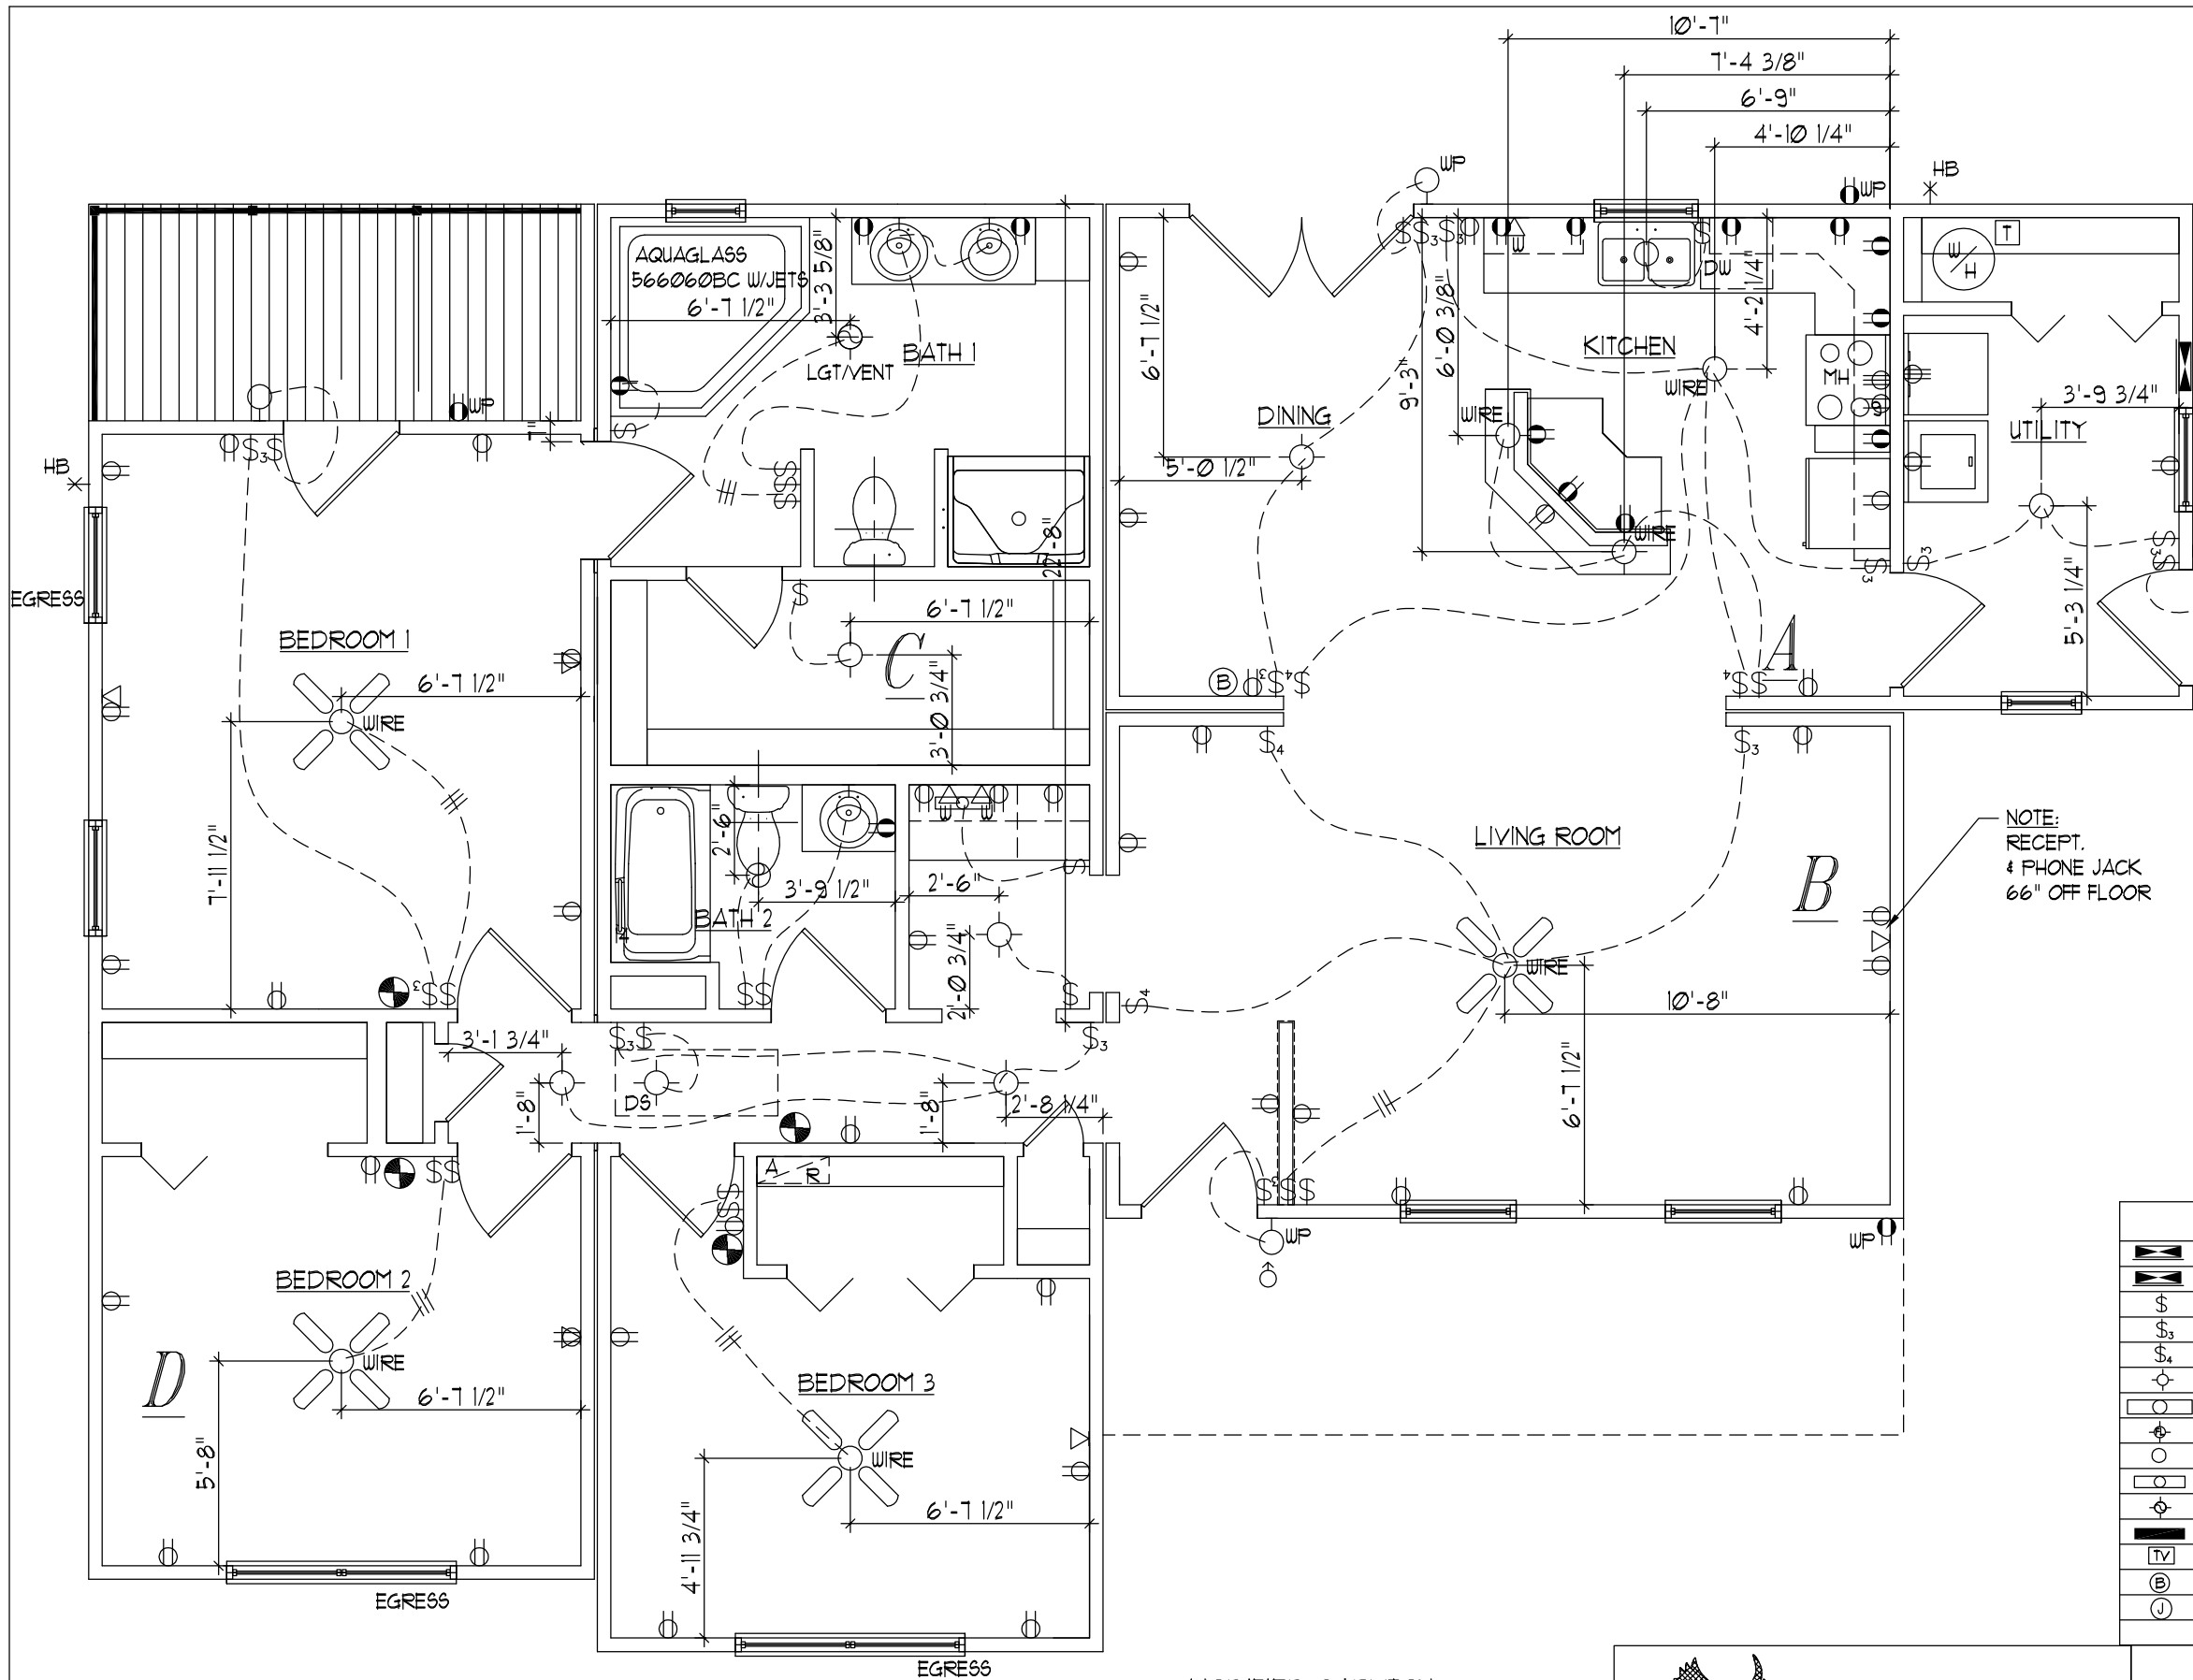 10'-7"
7'-4 3/8"
6'-9"
4'-10 1/4"
WP
HB
WP
AQUAGLASS
566060BC W/JETS
6'-7 1/2"
3'-3 5/8"
LGT/VENT
BATH 1
WP
1"
HB
EGRESS
6'-7 1/2"
DINING
5'-0 1/2"
9'-3"
6'-0 3/8"
W
DW
4'-2 1/4"
KITCHEN
WIRE
WIRE
WIRE
MH
G
T
W/H
3'-9 3/4"
UTILITY
5'-3 1/4"
22'-8"
BEDROOM 1
6'-7 1/2"
WIRE
7'-11 1/2"
6'-7 1/2"
C
3'-0 3/4"
B
A
2'-6"
3'-9 1/2"
BATH 2
W
W
2'-6"
2'-0 3/4"
LIVING ROOM
B
NOTE:
RECEPT.
& PHONE JACK
66" OFF FLOOR
WIRE
10'-8"
6'-7 1/2"
3'-1 3/4"
1'-8"
DS
1'-8"
2'-8 1/4"
A
R
WP
WP
BEDROOM 2
WIRE
D
6'-7 1/2"
5'-8"
BEDROOM 3
WIRE
6'-7 1/2"
4'-11 3/4"
EGRESS
EGRESS
$
$3
$4
TV
B
J